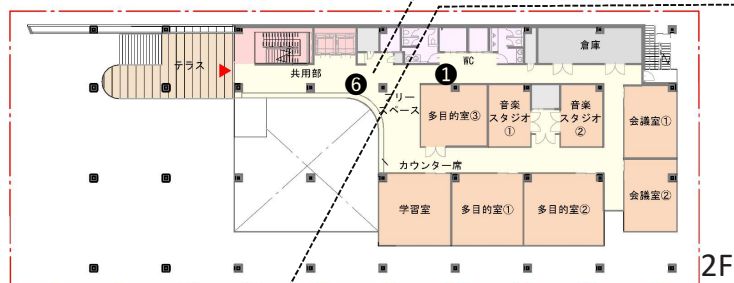 倉庫
WC
テラス
共用部
❻
❶
フリー
スペース
多目的室③
音楽
スタジオ
①
音楽
スタジオ
②
会議室①
カウンター席
学習室
多目的室①
多目的室②
会議室②
2F